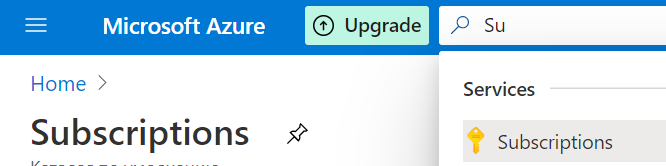 Microsoft Azure
Upgrade
Su
Home
Services
Subscriptions
Subscriptions